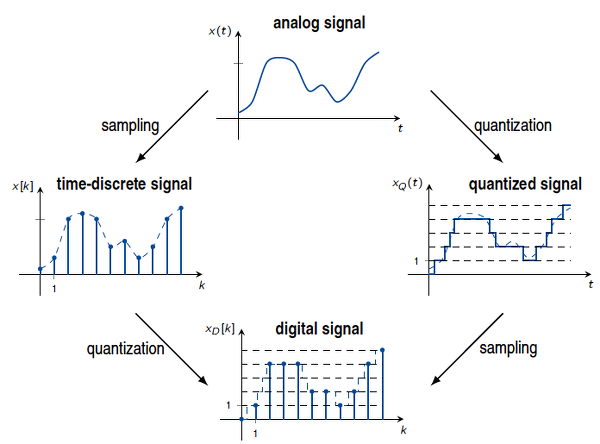 analog signal
x(t)
t
sampling
quantization
time-discrete signal
x[k]
1
k
quantized signal
xQ(t)
1
t
quantization
sampling
digital signal
xD[k]
1
1
k